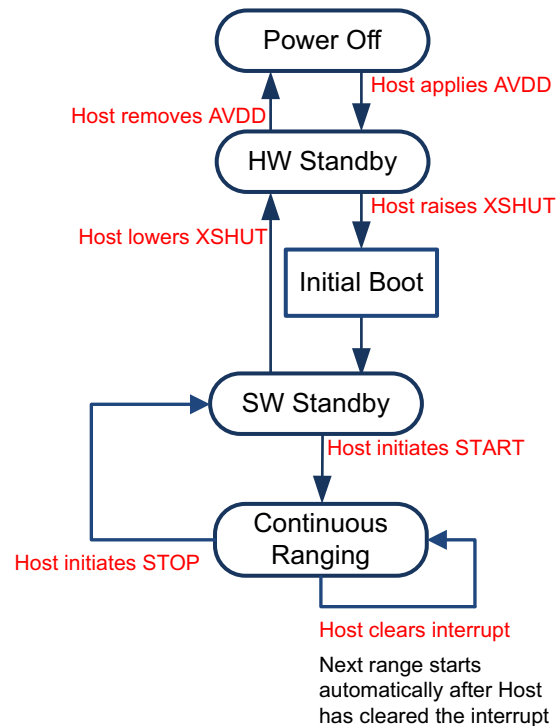 Power Off
Host applies AVDD
Host removes AVDD
HW Standby
Host raises XSHUT
Host lowers XSHUT
Initial Boot
SW Standby
Host initiates START
Continuous
Ranging
Host initiates STOP
Host clears interrupt
Next range starts
automatically after Host
has cleared the interrupt